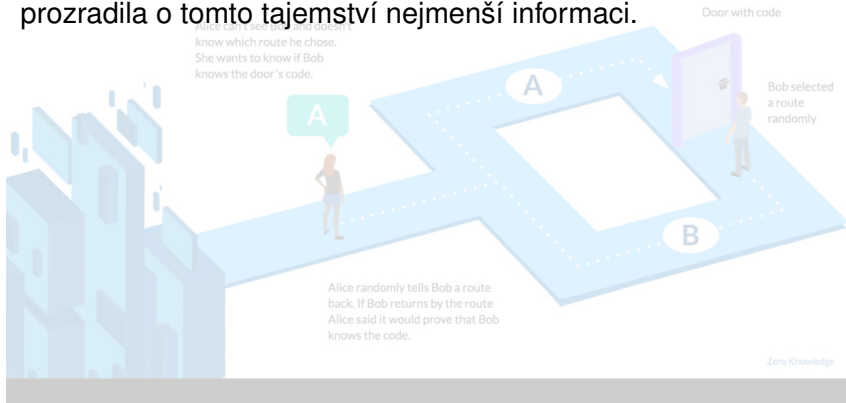 prozradila o tomto tajemství nejmenší informaci.
Door with code
Alice can't see Bob and doesn't
know which route he chose.
She wants to know if Bob
knows the door´s code.
A
A
Bob selected
a route
randomly
B
Alice randomly tells Bob a route
back. If Bob returns by the route
Alice said it would prove that Bob
knows the code.
Zero Knowledge